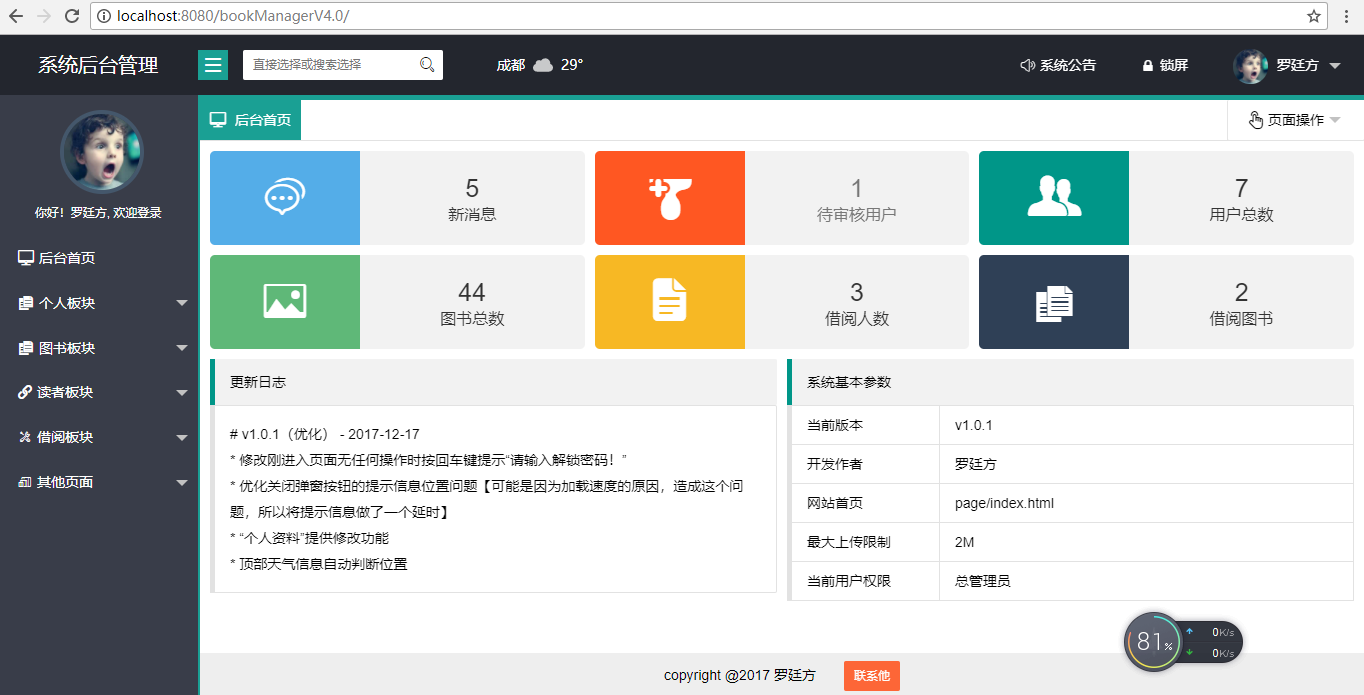 localhost:8080/bookManagerV4.0/
系统后台管理
直接选择或搜索选择
成都 29°
系统公告
锁屏
罗廷方
后台首页
页面操作
你好！罗廷方, 欢迎登录
后台首页
个人板块
图书板块
读者板块
借阅板块
其他页面
5
新消息
1
待审核用户
7
用户总数
44
图书总数
3
借阅人数
2
借阅图书
更新日志
# v1.0.1（优化） - 2017-12-17
* 修改刚进入页面无任何操作时按回车键提示“请输入解锁密码！”
* 优化关闭弹窗按钮的提示信息位置问题【可能是因为加载速度的原因，造成这个问
题，所以将提示信息做了一个延时】
* “个人资料”提供修改功能
* 顶部天气信息自动判断位置
系统基本参数
当前版本 v1.0.1
开发作者 罗廷方
网站首页 page/index.html
最大上传限制 2M
当前用户权限 总管理员
81%
0K/s
0K/s
copyright @2017 罗廷方
联系他